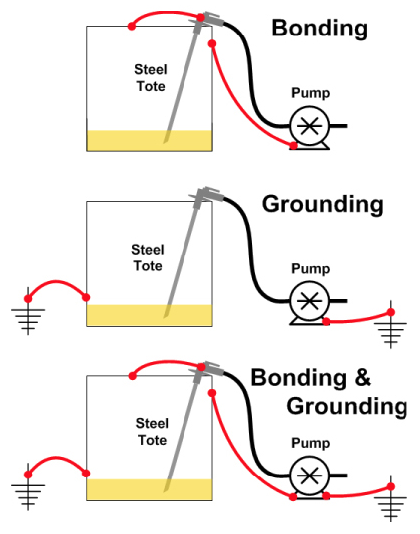 Bonding
Steel
Tote
Pump
Grounding
Steel
Tote
Pump
Bonding &
Grounding
Steel
Tote
Pump